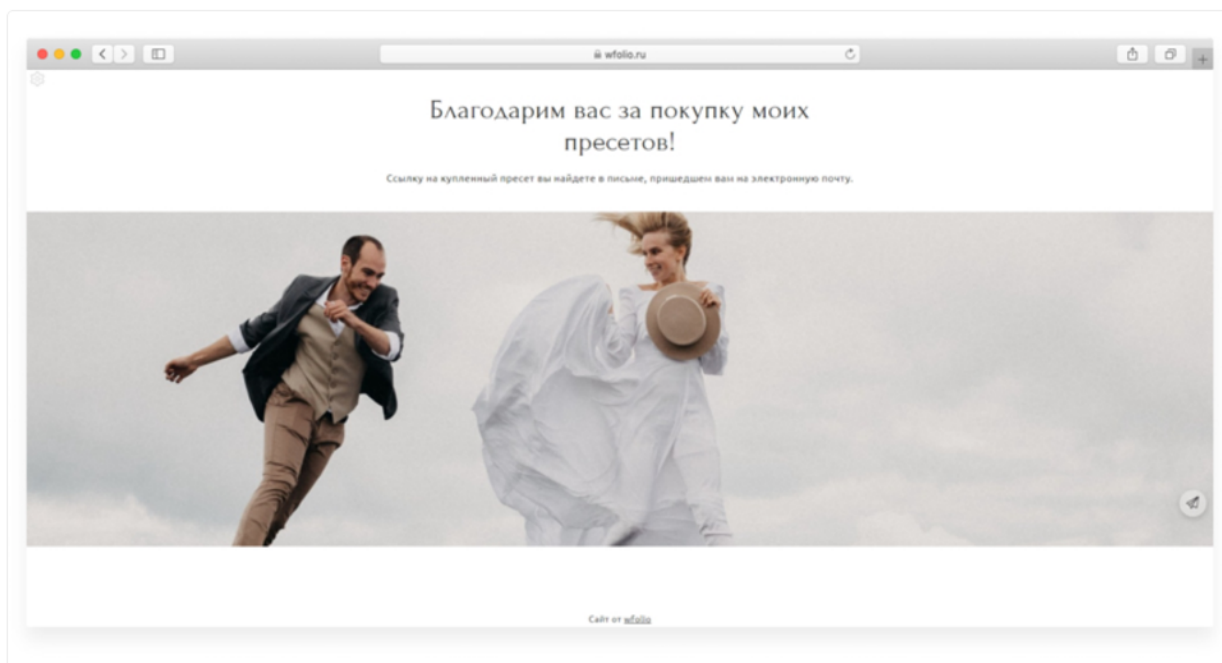 wfolio.ru
Благодарим вас за покупку моих
пресетов!
Ссылку на купленный пресет вы найдете в письме, пришедшем вам на электронную почту.
Сайт от wfolio